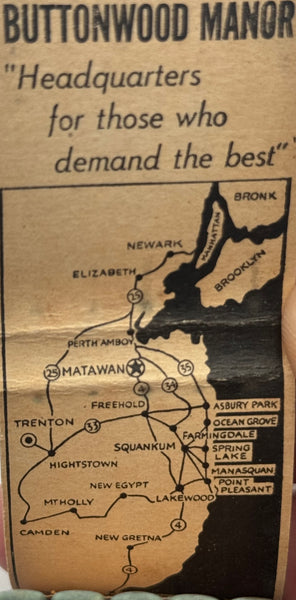 BUTTONWOOD MANOR
"Headquarters
for those who
demand the best"
BRONX
MANHATTAN
NEWARK
BROOKLYN
ELIZABETH
25
PERTH AMBOY
25
MATAWAN
35
4
34
FREEHOLD
ASBURY PARK
TRENTON
33
OCEAN GROVE
FARMINGDALE
SQUANKUM
SPRING
LAKE
HIGHTSTOWN
MANASQUAN
NEW EGYPT
POINT
PLEASANT
MT HOLLY
LAKEWOOD
CAMDEN
4
NEW GRETNA
4